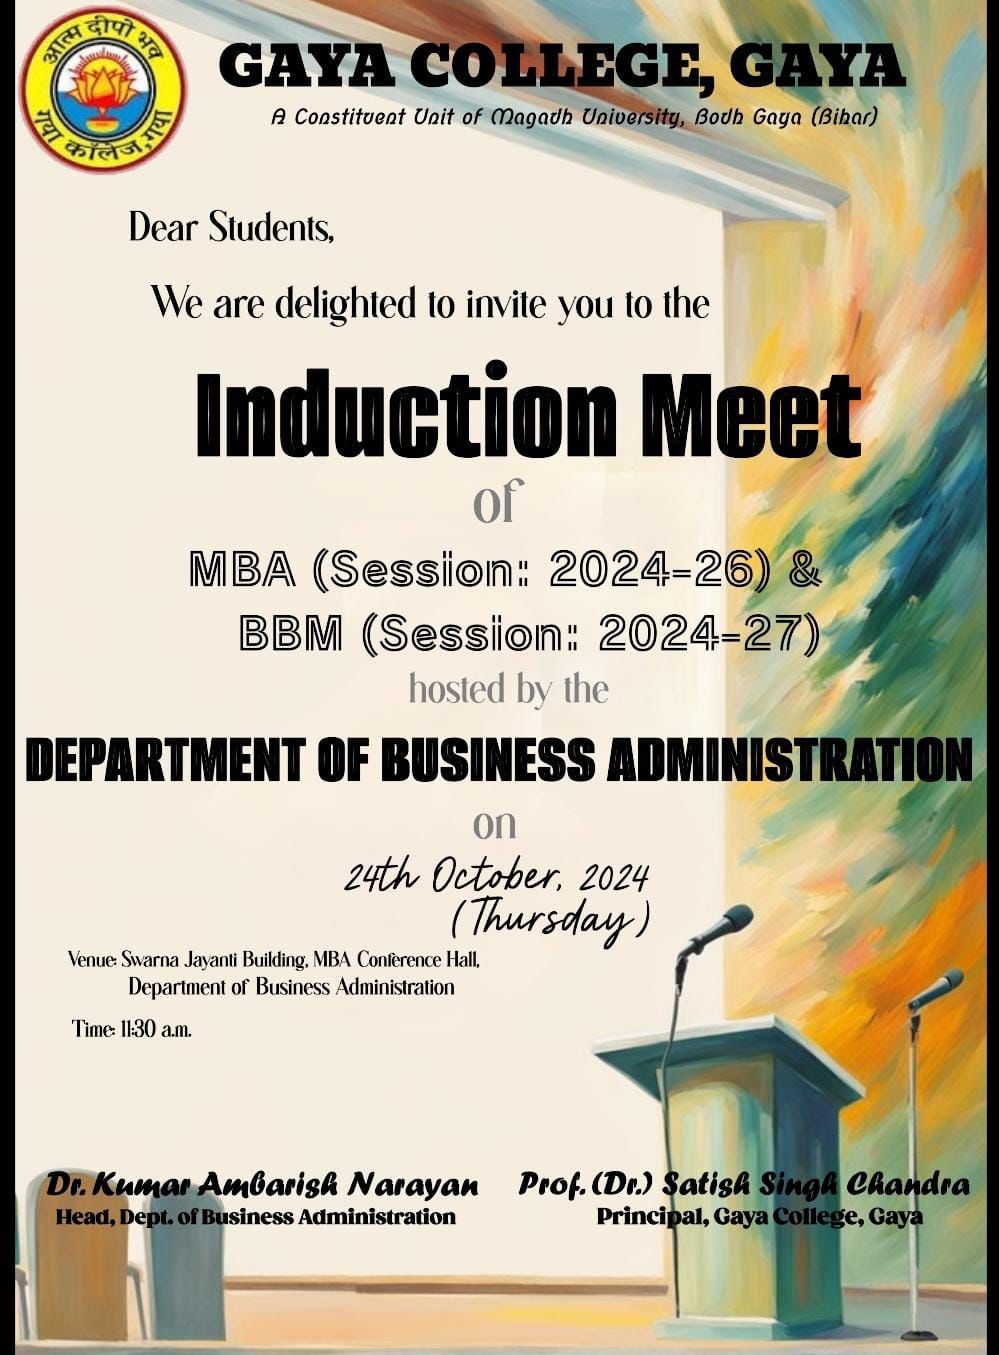 आत्म दीपो भव
गया कॉलेज, गया
GAYA COLLEGE, GAYA
A Constituent Unit of Magadh University, Bodh Gaya (Bihar)
Dear Students,
We are delighted to invite you to the
Induction Meet
of
MBA (Session: 2024-26) &
BBM (Session: 2024-27)
hosted by the
DEPARTMENT OF BUSINESS ADMINISTRATION
on
24th October, 2024
(Thursday)
Venue: Swarna Jayanti Building, MBA Conference Hall,
Department of Business Administration
Time: 11:30 a.m.
Dr. Kumar Ambarish Narayan
Head, Dept. of Business Administration
Prof. (Dr.) Satish Singh Chandra
Principal, Gaya College, Gaya